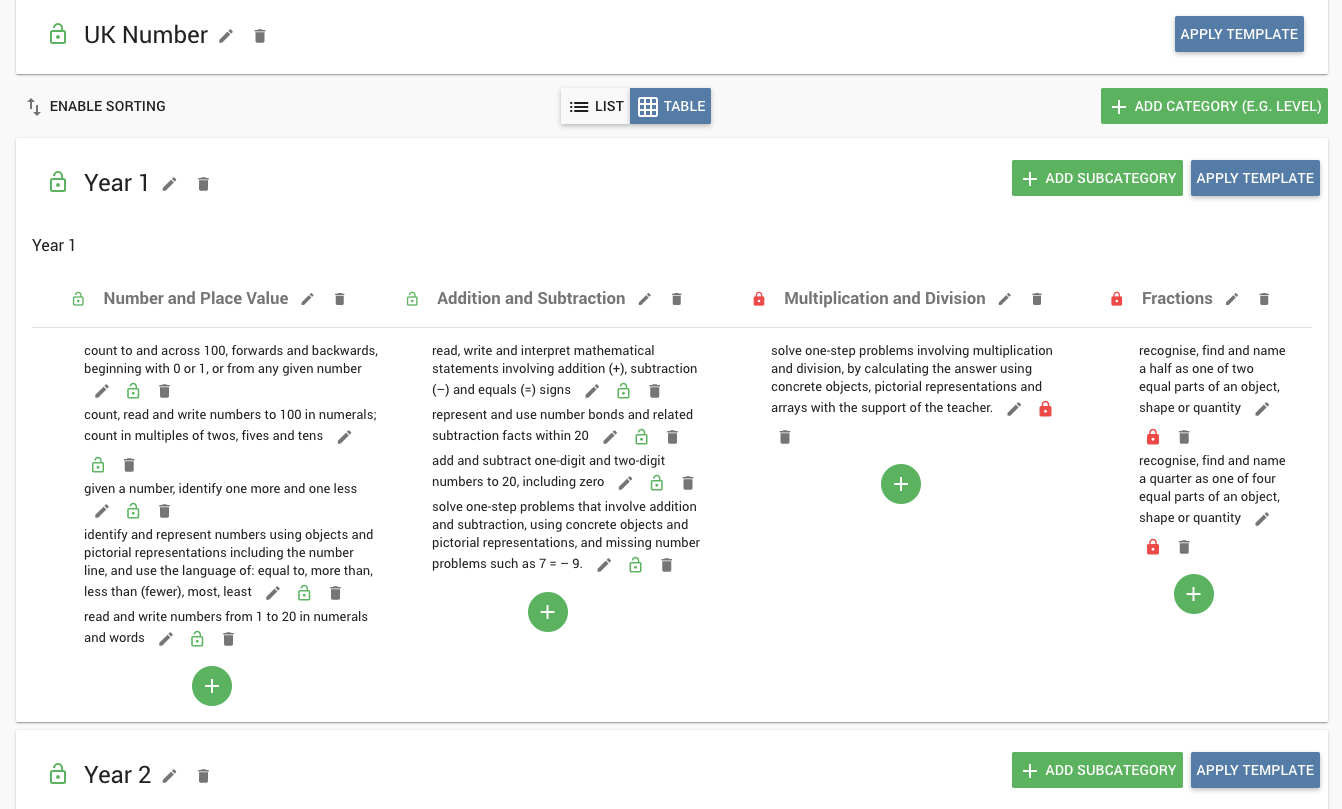 UK Number
APPLY TEMPLATE
ENABLE SORTING
LIST
TABLE
ADD CATEGORY (E.G. LEVEL)
Year 1
ADD SUBCATEGORY
APPLY TEMPLATE
Year 1
Number and Place Value
Addition and Subtraction
Multiplication and Division
Fractions
count to and across 100, forwards and backwards,
beginning with 0 or 1, or from any given number
count, read and write numbers to 100 in numerals;
count in multiples of twos, fives and tens
given a number, identify one more and one less
identify and represent numbers using objects and
pictorial representations including the number
line, and use the language of: equal to, more than,
less than (fewer), most, least
read and write numbers from 1 to 20 in numerals
and words
read, write and interpret mathematical
statements involving addition (+), subtraction
(−) and equals (=) signs
represent and use number bonds and related
subtraction facts within 20
add and subtract one-digit and two-digit
numbers to 20, including zero
solve one-step problems that involve addition
and subtraction, using concrete objects and
pictorial representations, and missing number
problems such as 7 = − 9.
solve one-step problems involving multiplication
and division, by calculating the answer using
concrete objects, pictorial representations and
arrays with the support of the teacher.
recognise, find and name
a half as one of two
equal parts of an object,
shape or quantity
recognise, find and name
a quarter as one of four
equal parts of an object,
shape or quantity
Year 2
ADD SUBCATEGORY
APPLY TEMPLATE